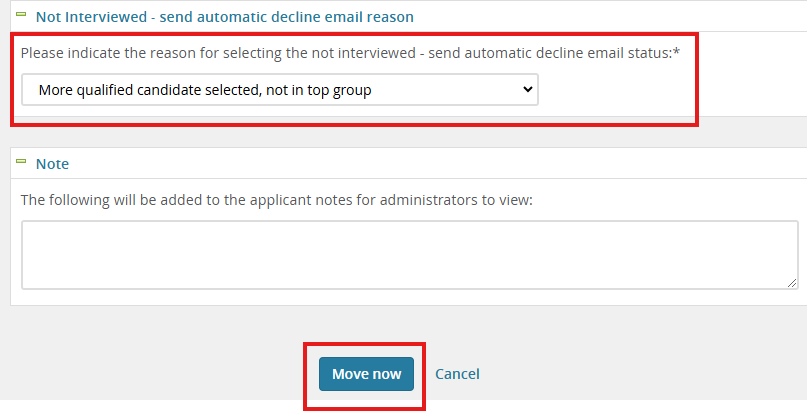 Not Interviewed - send automatic decline email reason
Please indicate the reason for selecting the not interviewed - send automatic decline email status:*
More qualified candidate selected, not in top group
Note
The following will be added to the applicant notes for administrators to view:
Move now Cancel